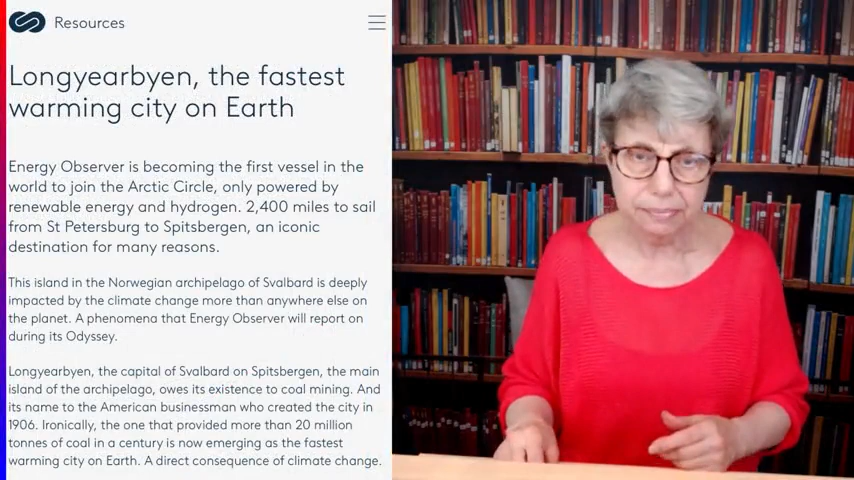 Resources
Longyearbyen, the fastest
warming city on Earth
Energy Observer is becoming the first vessel in the
world to join the Arctic Circle, only powered by
renewable energy and hydrogen. 2,400 miles to sail
from St Petersburg to Spitsbergen, an iconic
destination for many reasons.
This island in the Norwegian archipelago of Svalbard is deeply
impacted by the climate change more than anywhere else on
the planet. A phenomena that Energy Observer will report on
during its Odyssey.
Longyearbyen, the capital of Svalbard on Spitsbergen, the main
island of the archipelago, owes its existence to coal mining. And
its name to the American businessman who created the city in
1906. Ironically, the one that provided more than 20 million
tonnes of coal in a century is now emerging as the fastest
warming city on Earth. A direct consequence of climate change.